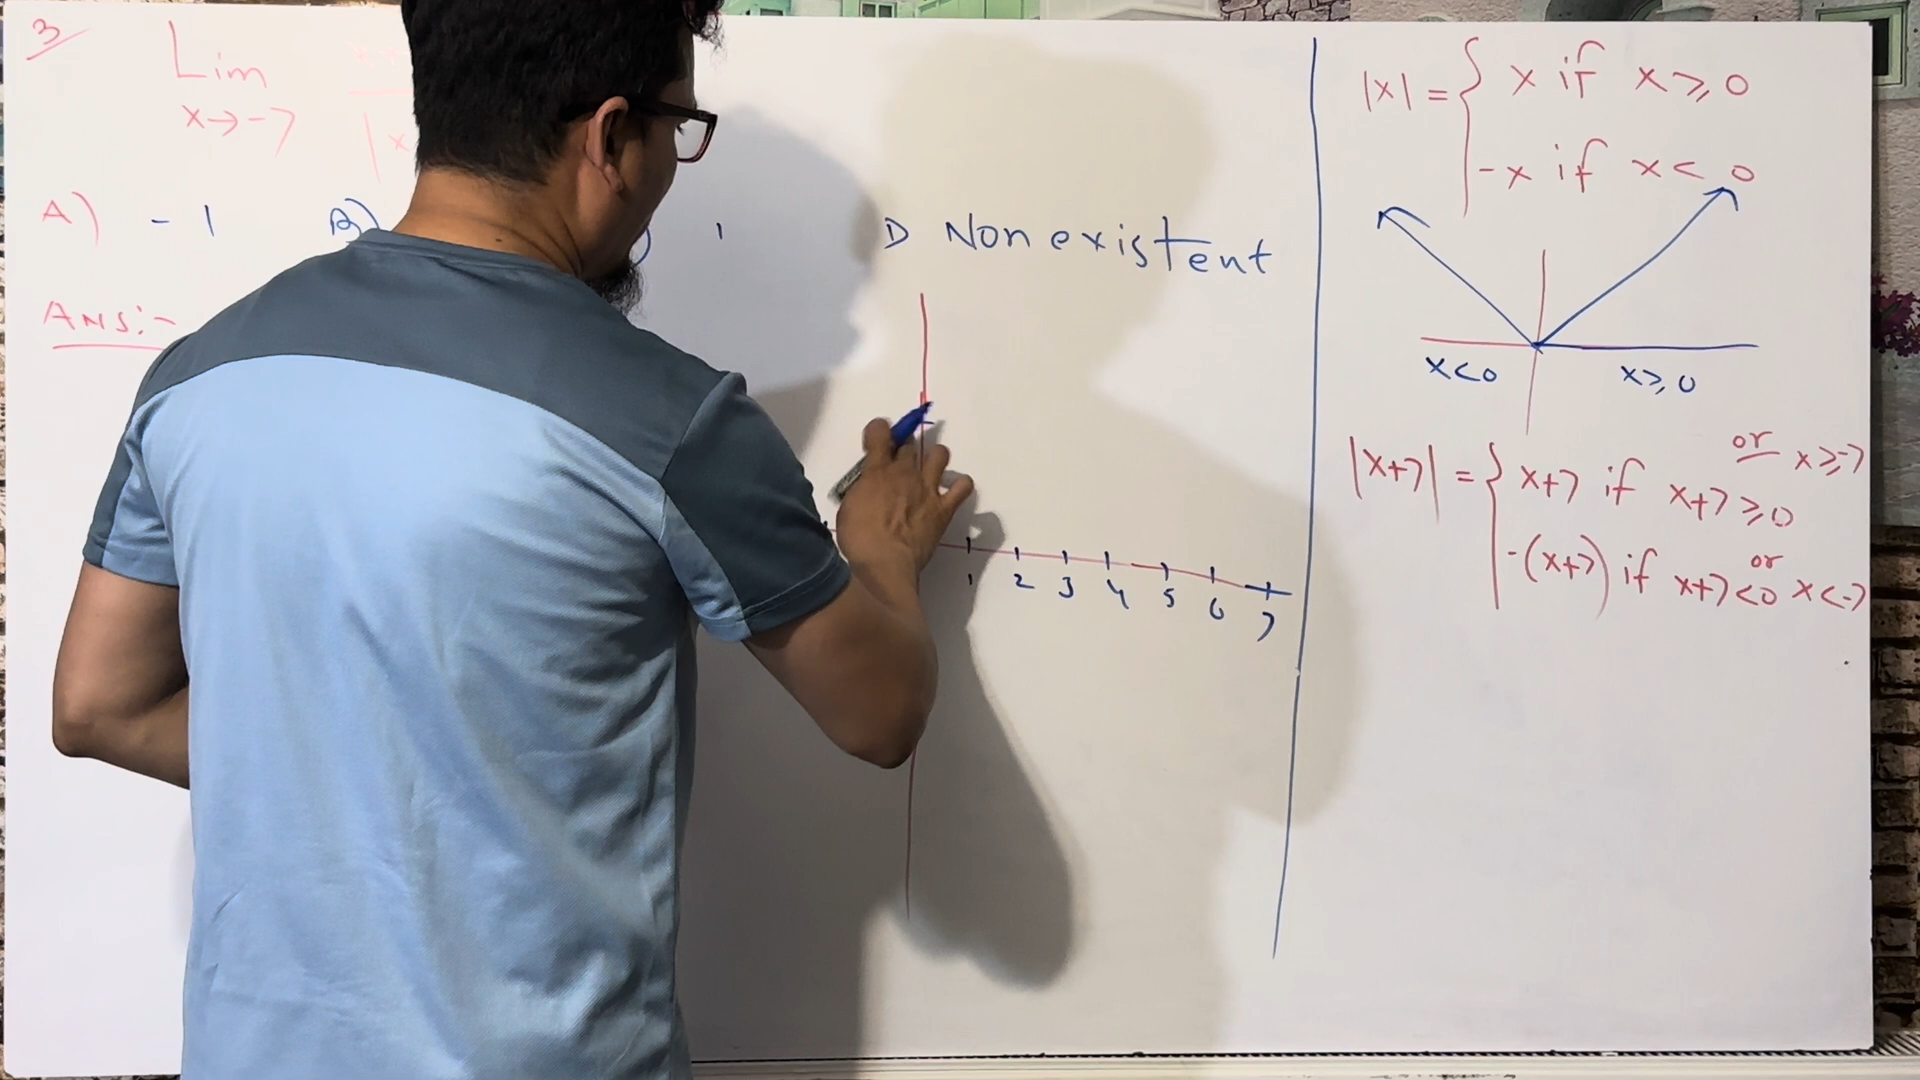 3
Lim
x→-7
|x
A) -1 B) ) 1 D Nonexistent
Ans:-
1 2 3 4 5 6 7
|x| = { x if x ≥ 0
-x if x < 0
x<0 x≥0
|x+7| = { x+7 if x+7 ≥ 0 or x ≥ -7
-(x+7) if x+7 < 0 or x < -7